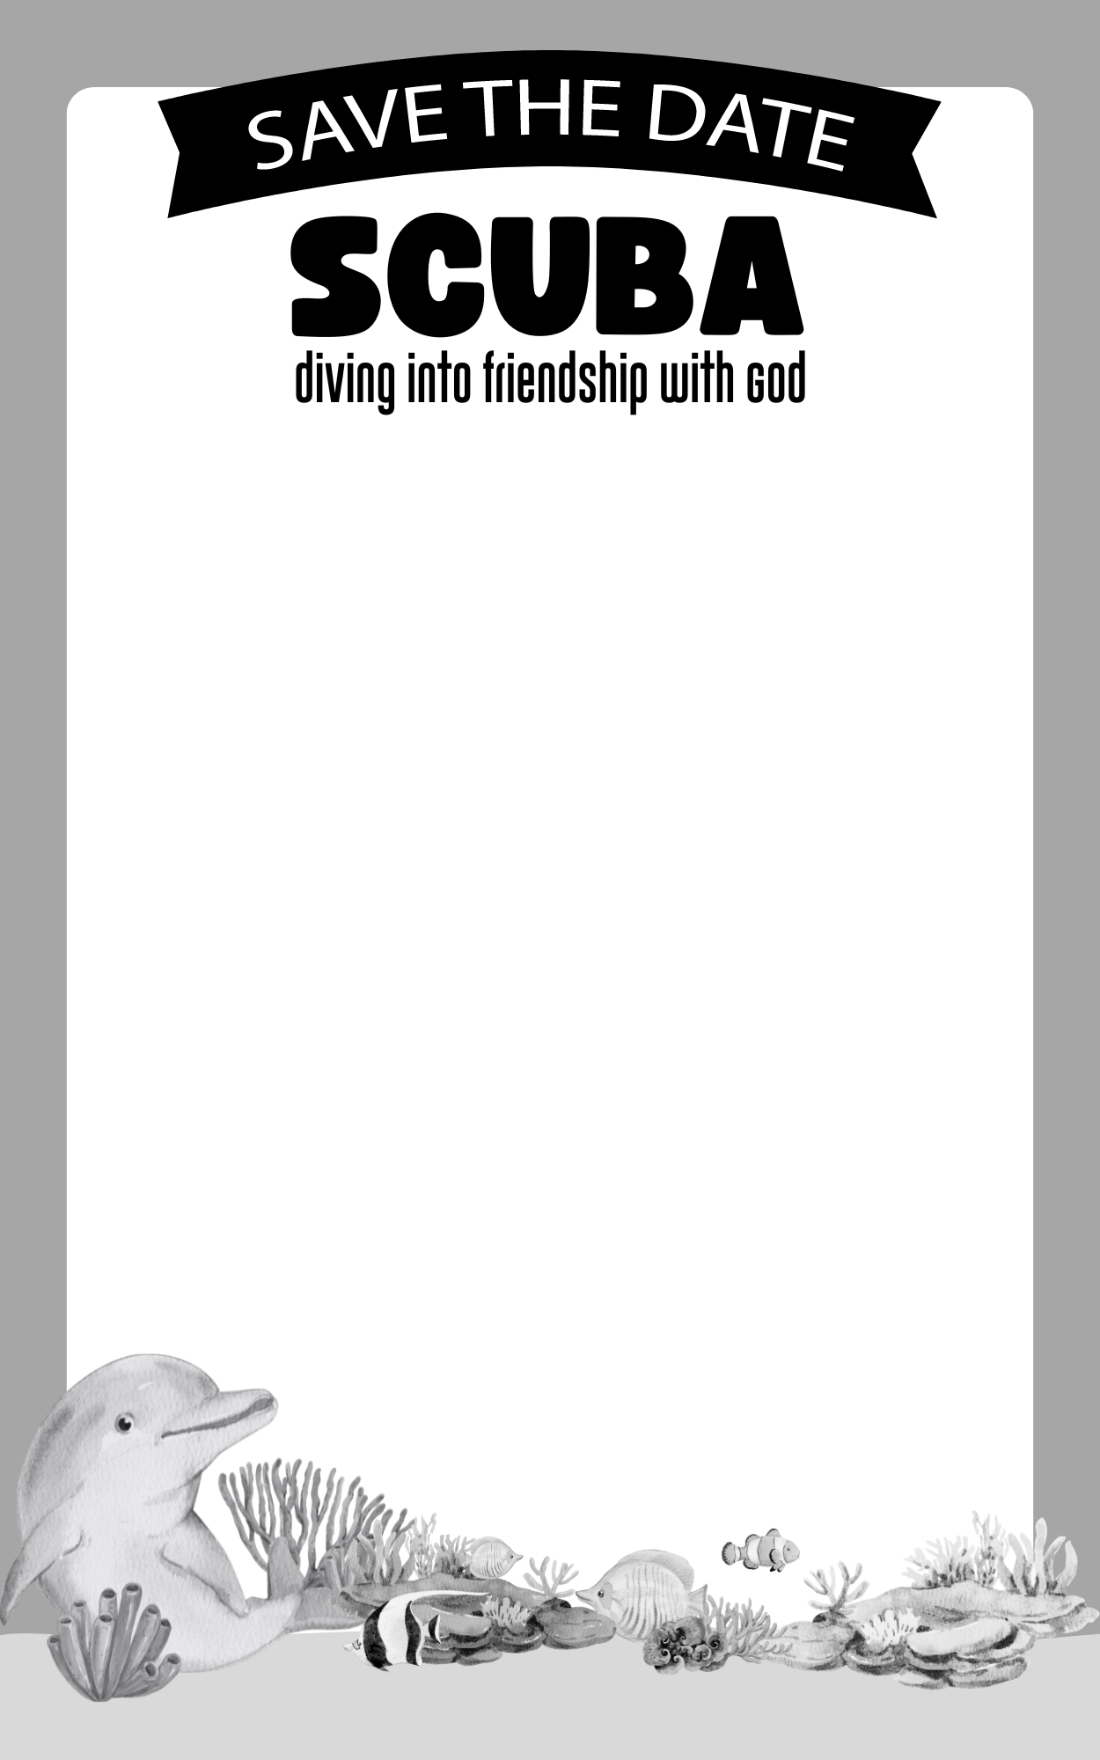 SAVE THE DATE
SCUBA
diving into friendship with God